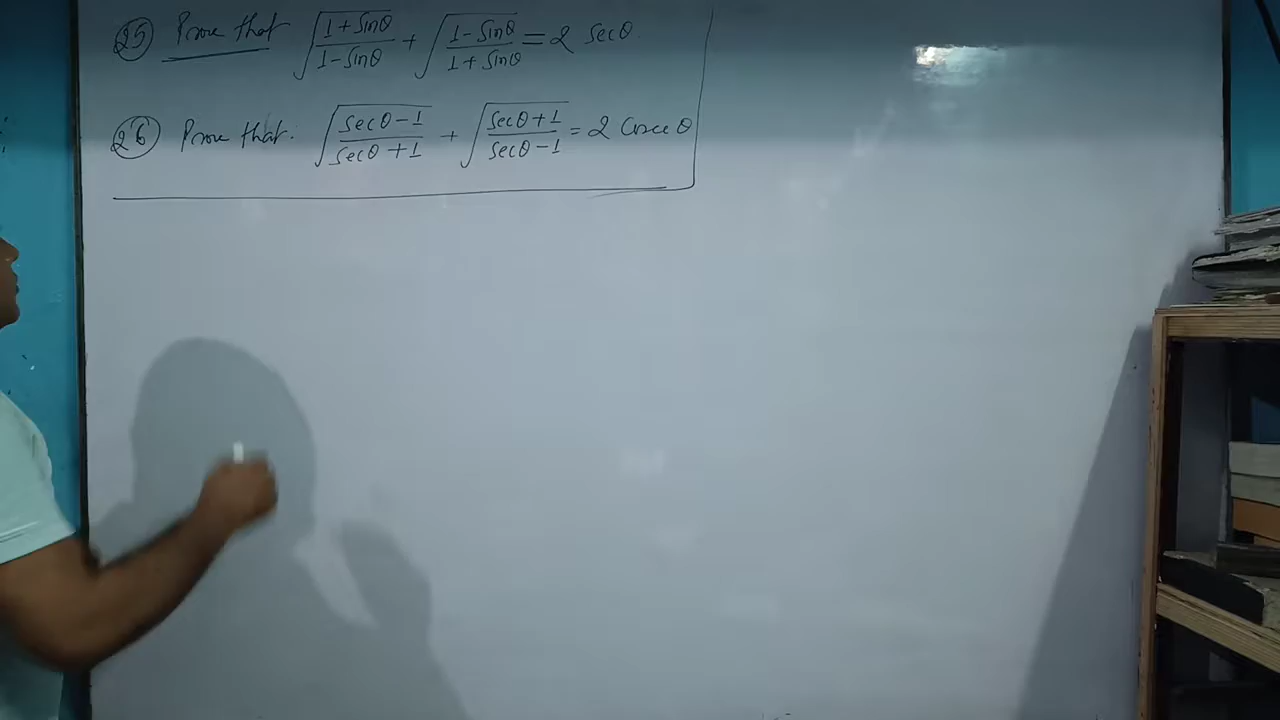 25 Prove that √((1+sinθ)/(1-sinθ)) + √((1-sinθ)/(1+sinθ)) = 2 secθ
26 Prove that. √((secθ-1)/(secθ+1)) + √((secθ+1)/(secθ-1)) = 2 cosecθ